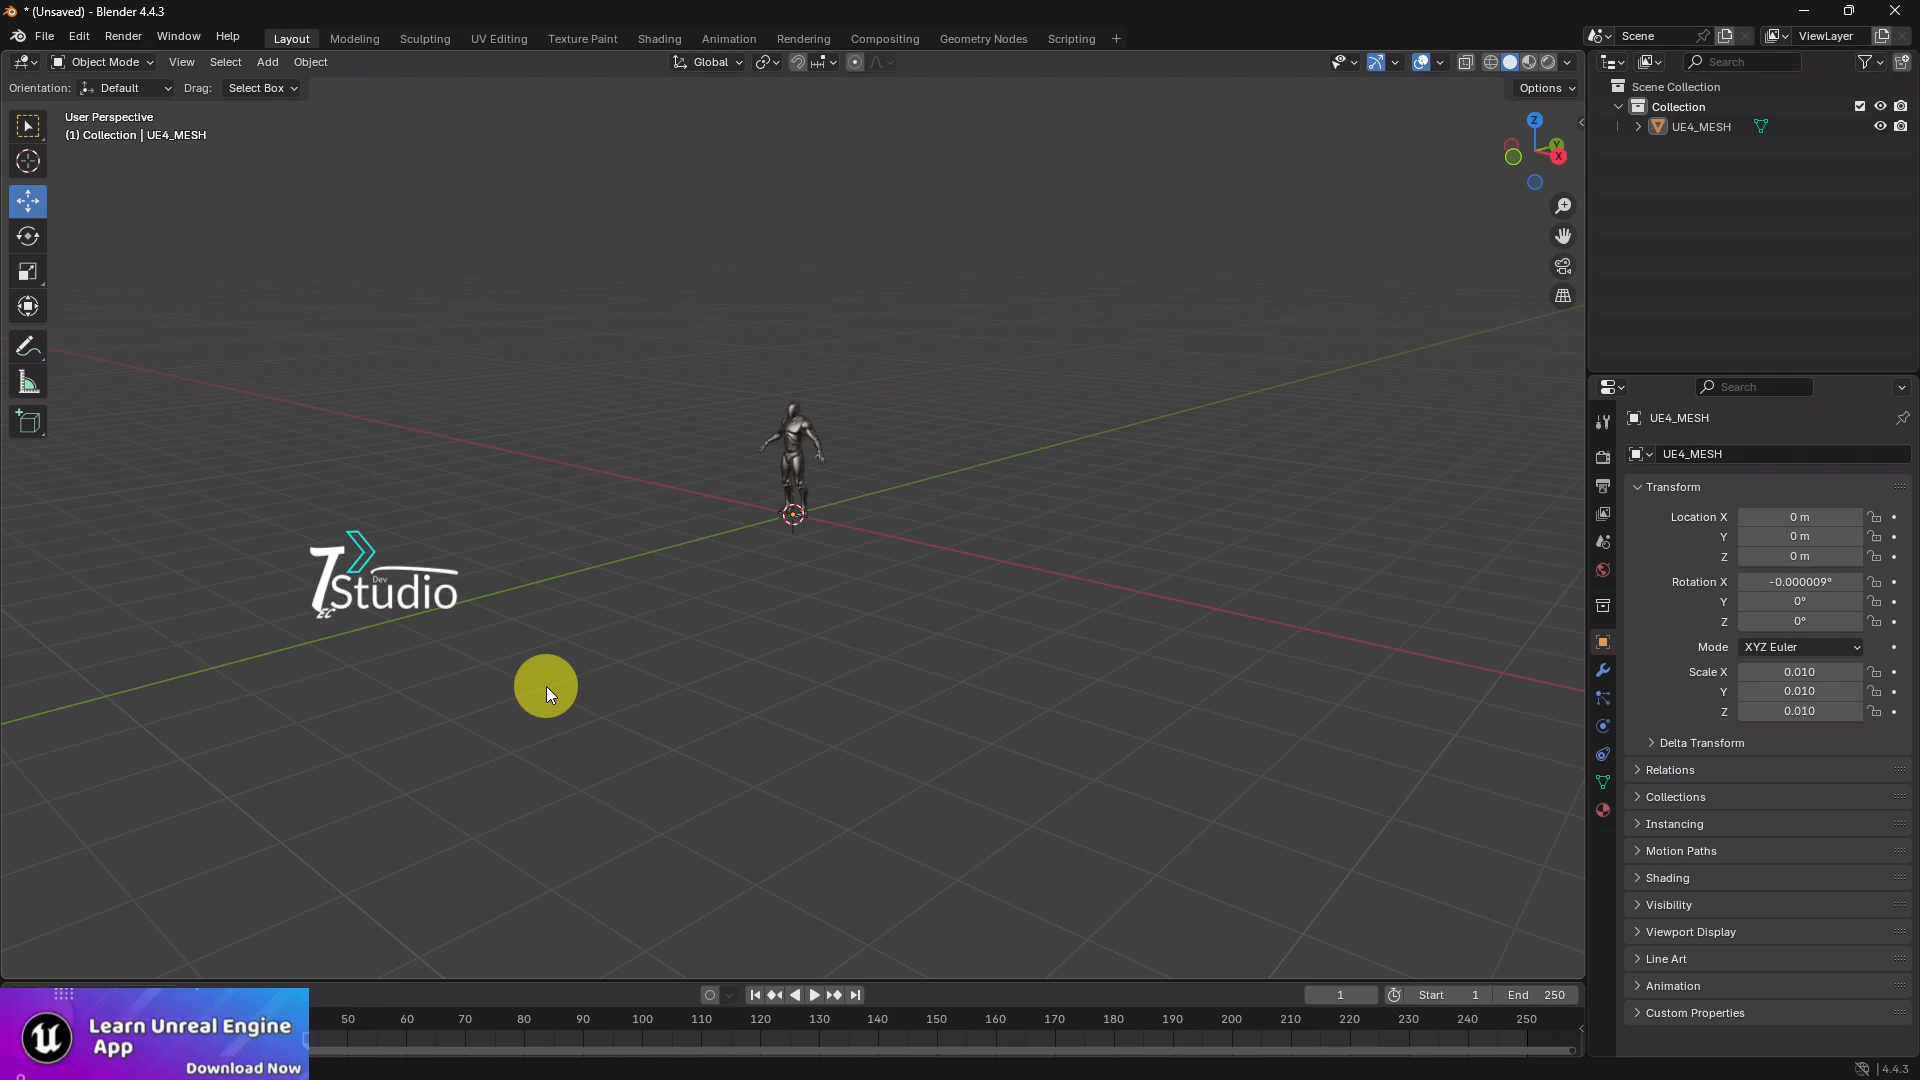 * (Unsaved) - Blender 4.4.3
File Edit Render Window Help
Layout Modeling Sculpting UV Editing Texture Paint Shading Animation Rendering Compositing Geometry Nodes Scripting +
Scene
ViewLayer
Object Mode View Select Add Object
Global
Search
Orientation: Default Drag: Select Box
Options
User Perspective
(1) Collection | UE4_MESH
Scene Collection
Collection
UE4_MESH
Z
Y
X
Search
UE4_MESH
UE4_MESH
Transform
Location X 0 m
Y 0 m
Z 0 m
Rotation X -0.000009°
Y 0°
Z 0°
Mode XYZ Euler
Scale X 0.010
Y 0.010
Z 0.010
Delta Transform
Relations
Collections
Instancing
Motion Paths
Shading
Visibility
Viewport Display
Line Art
Animation
Custom Properties
Dev
Studio
EC
1 Start 1 End 250
50 60 70 80 90 100 110 120 130 140 150 160 170 180 190 200 210 220 230 240 250
Learn Unreal Engine
App
Download Now
4.4.3